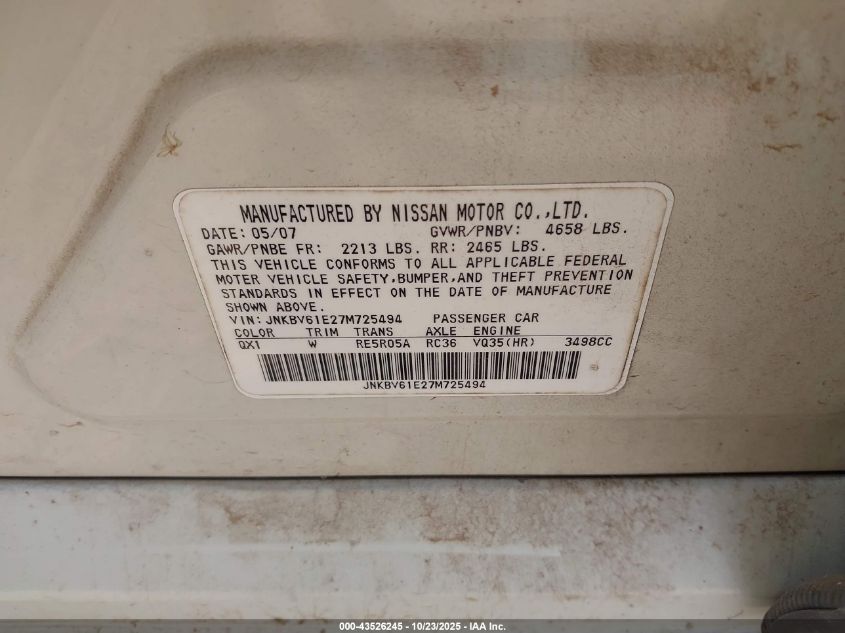 MANUFACTURED BY NISSAN MOTOR CO.,LTD.
DATE: 05/07 GVWR/PNBV: 4658 LBS.
GAWR/PNBE FR: 2213 LBS. RR: 2465 LBS.
THIS VEHICLE CONFORMS TO ALL APPLICABLE FEDERAL
MOTER VEHICLE SAFETY,BUMPER,AND THEFT PREVENTION
STANDARDS IN EFFECT ON THE DATE OF MANUFACTURE
SHOWN ABOVE.
VIN: JNKBV61E27M725494 PASSENGER CAR
COLOR TRIM TRANS AXLE ENGINE
QX1 W RE5R05A RC36 VQ35(HR) 3498CC
JNKBV61E27M725494
000-43526245 - 10/23/2025 - IAA Inc.